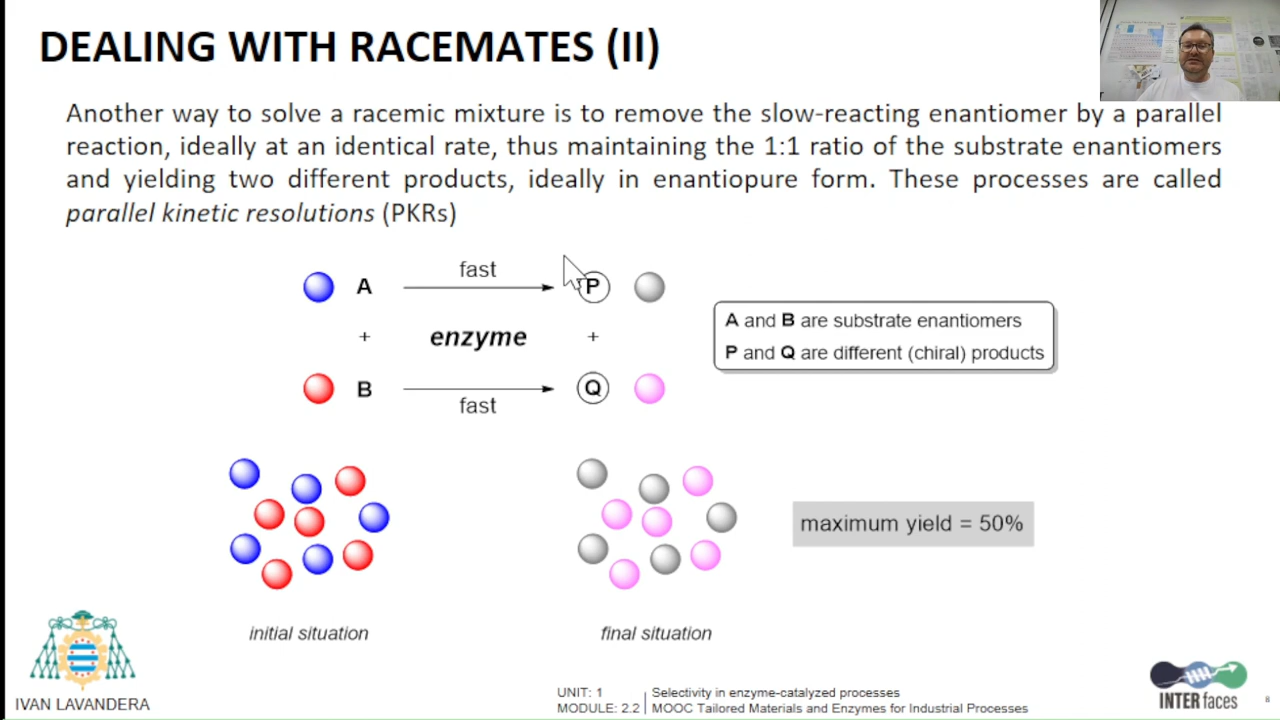 DEALING WITH RACEMATES (II)
Another way to solve a racemic mixture is to remove the slow-reacting enantiomer by a parallel
reaction, ideally at an identical rate, thus maintaining the 1:1 ratio of the substrate enantiomers
and yielding two different products, ideally in enantiopure form. These processes are called
parallel kinetic resolutions (PKRs)
A fast P
+ enzyme +
B fast Q
A and B are substrate enantiomers
P and Q are different (chiral) products
maximum yield = 50%
initial situation
final situation
IVAN LAVANDERA
UNIT: 1 Selectivity in enzyme-catalyzed processes
MODULE: 2.2 MOOC Tailored Materials and Enzymes for Industrial Processes
INTERfaces
8